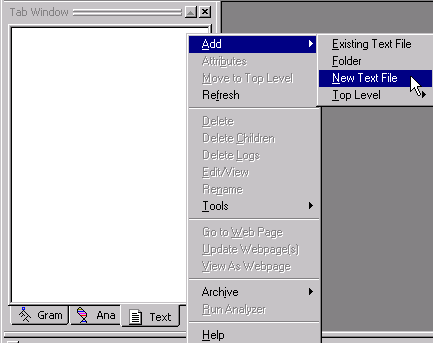 Tab Window
Add
Attributes
Move to Top Level
Refresh
Delete
Delete Children
Delete Logs
Edit/View
Rename
Tools
Go to Web Page
Update Webpage(s)
View As Webpage
Archive
Run Analyzer
Help
Existing Text File
Folder
New Text File
Top Level
Gram
Ana
Text